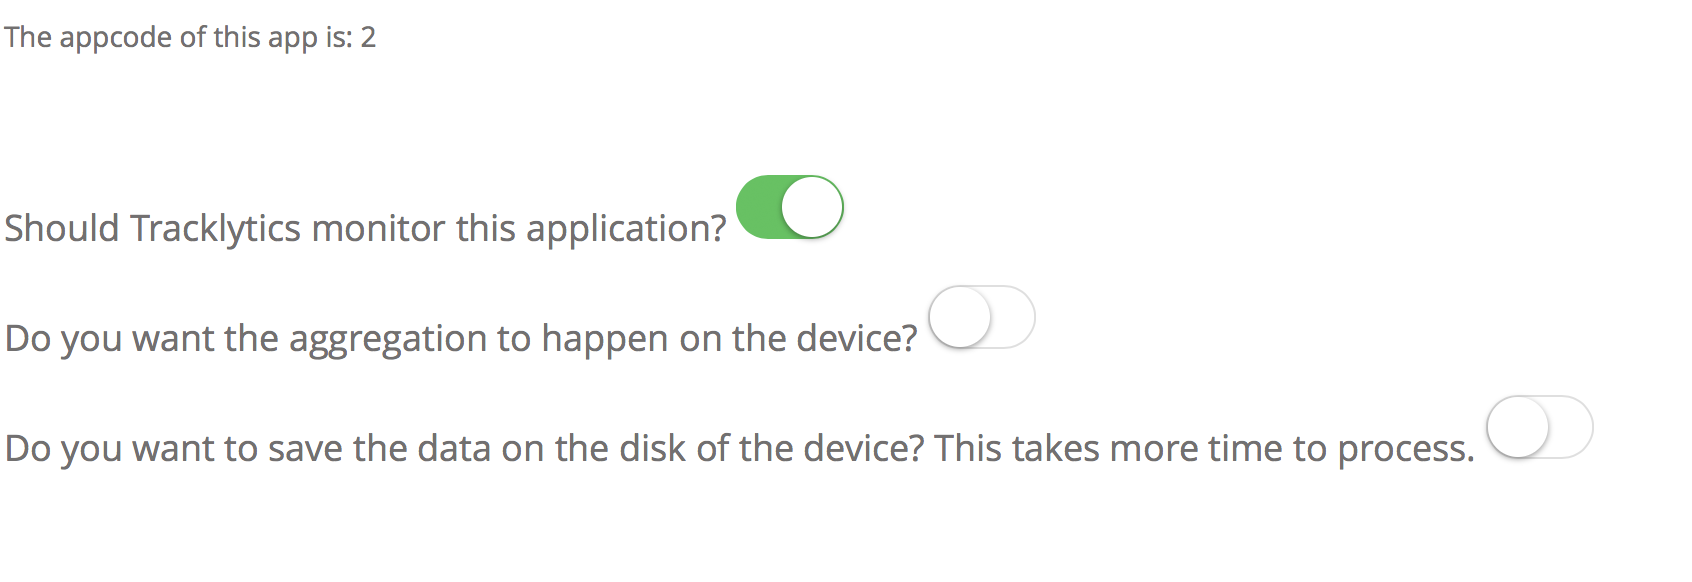 The appcode of this app is: 2
Should Tracklytics monitor this application?
Do you want the aggregation to happen on the device?
Do you want to save the data on the disk of the device? This takes more time to process.